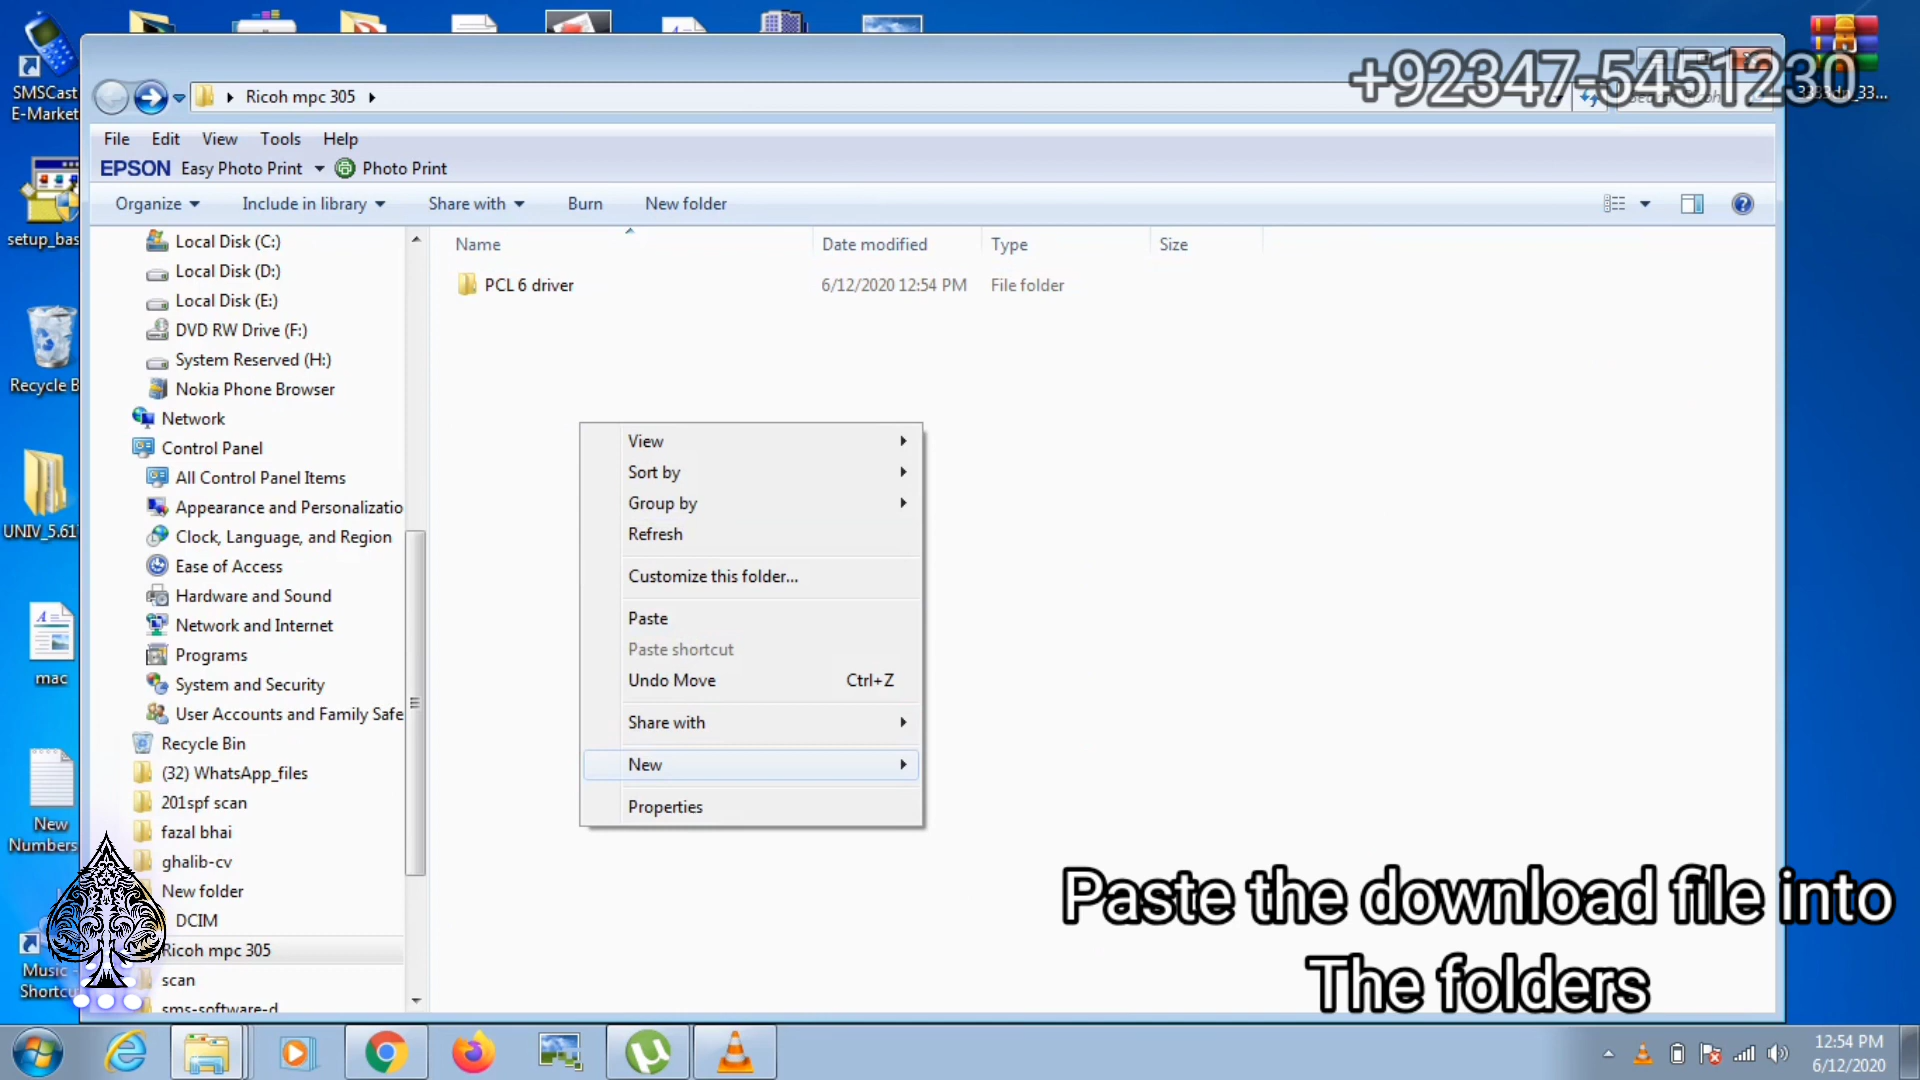 SMSCast
E-Market
setup_bas
Recycle B
UNIV_5.61
mac
New
Numbers
Music -
Shortcu
+92347-5451230
Ricoh mpc 305
File Edit View Tools Help
EPSON Easy Photo Print Photo Print
Organize Include in library Share with Burn New folder
Local Disk (C:)
Local Disk (D:)
Local Disk (E:)
DVD RW Drive (F:)
System Reserved (H:)
Nokia Phone Browser
Network
Control Panel
All Control Panel Items
Appearance and Personalizatio
Clock, Language, and Region
Ease of Access
Hardware and Sound
Network and Internet
Programs
System and Security
User Accounts and Family Safe
Recycle Bin
(32) WhatsApp_files
201spf scan
fazal bhai
ghalib-cv
New folder
DCIM
Ricoh mpc 305
scan
sms-software-d
Name Date modified Type Size
PCL 6 driver 6/12/2020 12:54 PM File folder
View
Sort by
Group by
Refresh
Customize this folder...
Paste
Paste shortcut
Undo Move Ctrl+Z
Share with
New
Properties
Paste the download file into
The folders
12:54 PM
6/12/2020